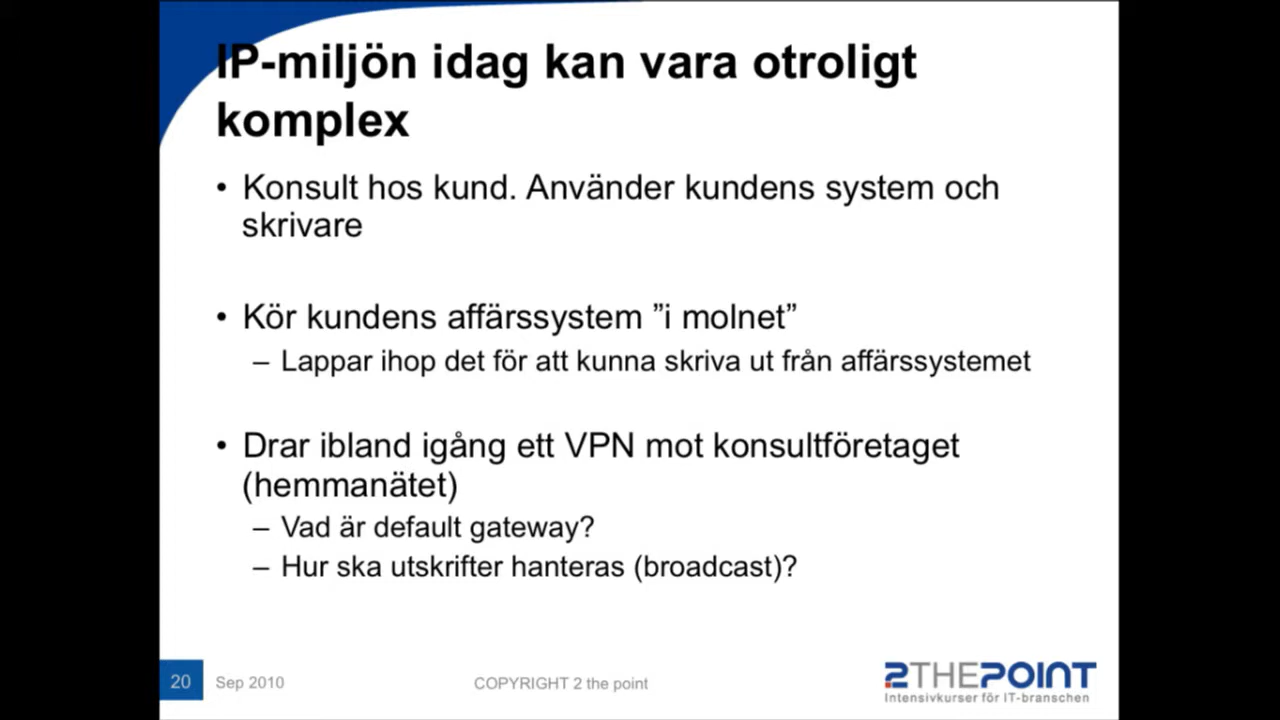 IP-miljön idag kan vara otroligt
komplex
• Konsult hos kund. Använder kundens system och
skrivare
• Kör kundens affärssystem ”i molnet”
– Lappar ihop det för att kunna skriva ut från affärssystemet
• Drar ibland igång ett VPN mot konsultföretaget
(hemmanätet)
– Vad är default gateway?
– Hur ska utskrifter hanteras (broadcast)?
20
Sep 2010
COPYRIGHT 2 the point
2THEPOINT
Intensivkurser för IT-branschen